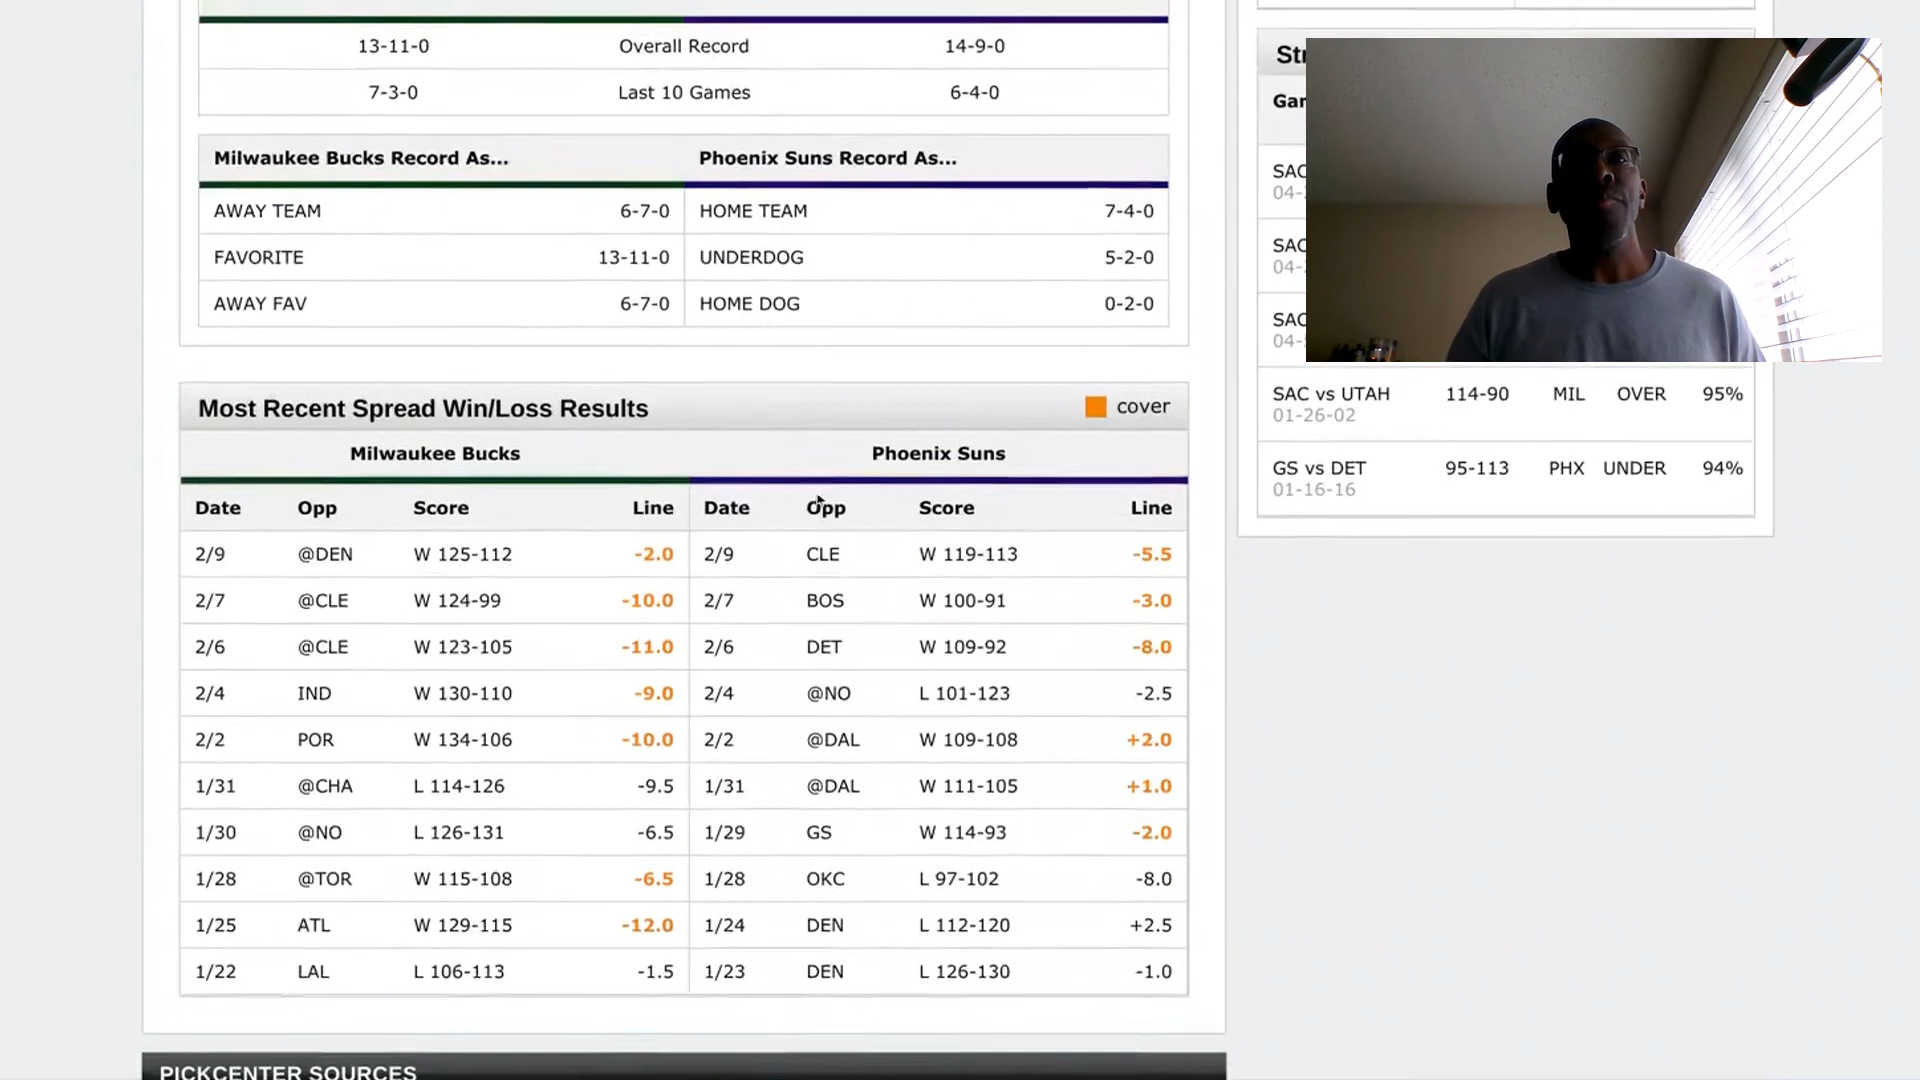 13-11-0 Overall Record 14-9-0
7-3-0 Last 10 Games 6-4-0
Milwaukee Bucks Record As... Phoenix Suns Record As...
AWAY TEAM 6-7-0 HOME TEAM 7-4-0
FAVORITE 13-11-0 UNDERDOG 5-2-0
AWAY FAV 6-7-0 HOME DOG 0-2-0
Most Recent Spread Win/Loss Results cover
Milwaukee Bucks Phoenix Suns
Date Opp Score Line Date Opp Score Line
2/9 @DEN W 125-112 -2.0 2/9 CLE W 119-113 -5.5
2/7 @CLE W 124-99 -10.0 2/7 BOS W 100-91 -3.0
2/6 @CLE W 123-105 -11.0 2/6 DET W 109-92 -8.0
2/4 IND W 130-110 -9.0 2/4 @NO L 101-123 -2.5
2/2 POR W 134-106 -10.0 2/2 @DAL W 109-108 +2.0
1/31 @CHA L 114-126 -9.5 1/31 @DAL W 111-105 +1.0
1/30 @NO L 126-131 -6.5 1/29 GS W 114-93 -2.0
1/28 @TOR W 115-108 -6.5 1/28 OKC L 97-102 -8.0
1/25 ATL W 129-115 -12.0 1/24 DEN L 112-120 +2.5
1/22 LAL L 106-113 -1.5 1/23 DEN L 126-130 -1.0
PICKCENTER SOURCES
SAC
SAC
SAC
SAC vs UTAH 114-90 MIL OVER 95%
01-26-02
GS vs DET 95-113 PHX UNDER 94%
01-16-16